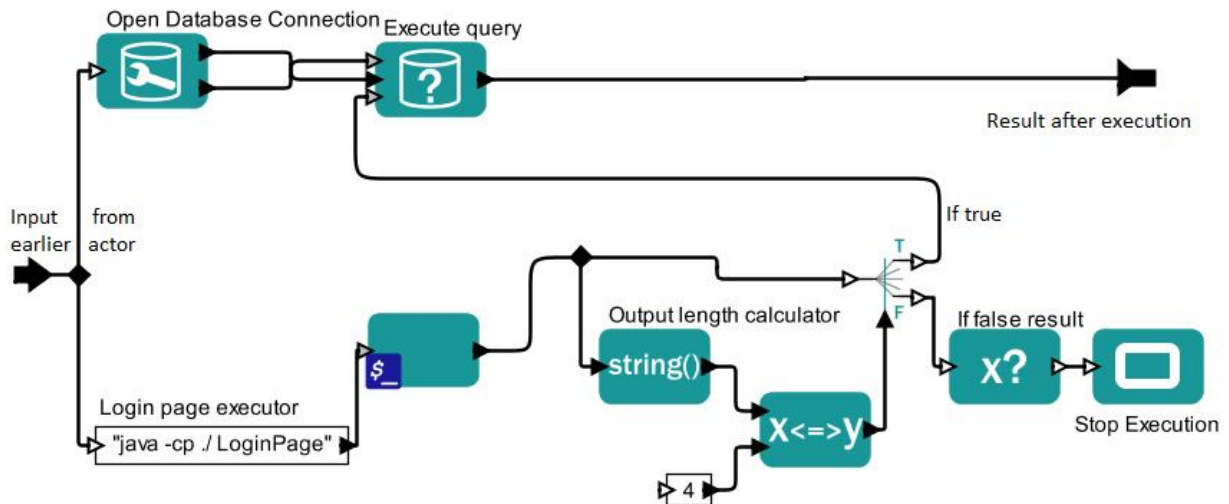 Open Database Connection
Execute query
?
Result after execution
Input from
earlier actor
If true
T
F
Output length calculator
If false result
string()
x?
$_
Login page executor
"java -cp ./ LoginPage"
x<=>y
Stop Execution
4